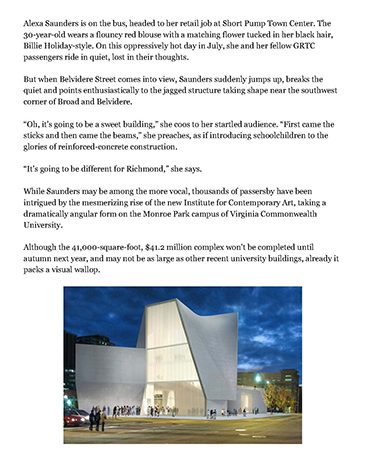 Alexa Saunders is on the bus, headed to her retail job at Short Pump Town Center. The
30-year-old wears a flouncy red blouse with a matching flower tucked in her black hair,
Billie Holiday-style. On this oppressively hot day in July, she and her fellow GRTC
passengers ride in quiet, lost in their thoughts.
But when Belvidere Street comes into view, Saunders suddenly jumps up, breaks the
quiet and points enthusiastically to the jagged structure taking shape near the southwest
corner of Broad and Belvidere.
“Oh, it’s going to be a sweet building,” she coos to her startled audience. “First came the
sticks and then came the beams,” she preaches, as if introducing schoolchildren to the
glories of reinforced-concrete construction.
“It’s going to be different for Richmond,” she says.
While Saunders may be among the more vocal, thousands of passersby have been
intrigued by the mesmerizing rise of the new Institute for Contemporary Art, taking a
dramatically angular form on the Monroe Park campus of Virginia Commonwealth
University.
Although the 41,000-square-foot, $41.2 million complex won’t be completed until
autumn next year, and may not be as large as other recent university buildings, already it
packs a visual wallop.